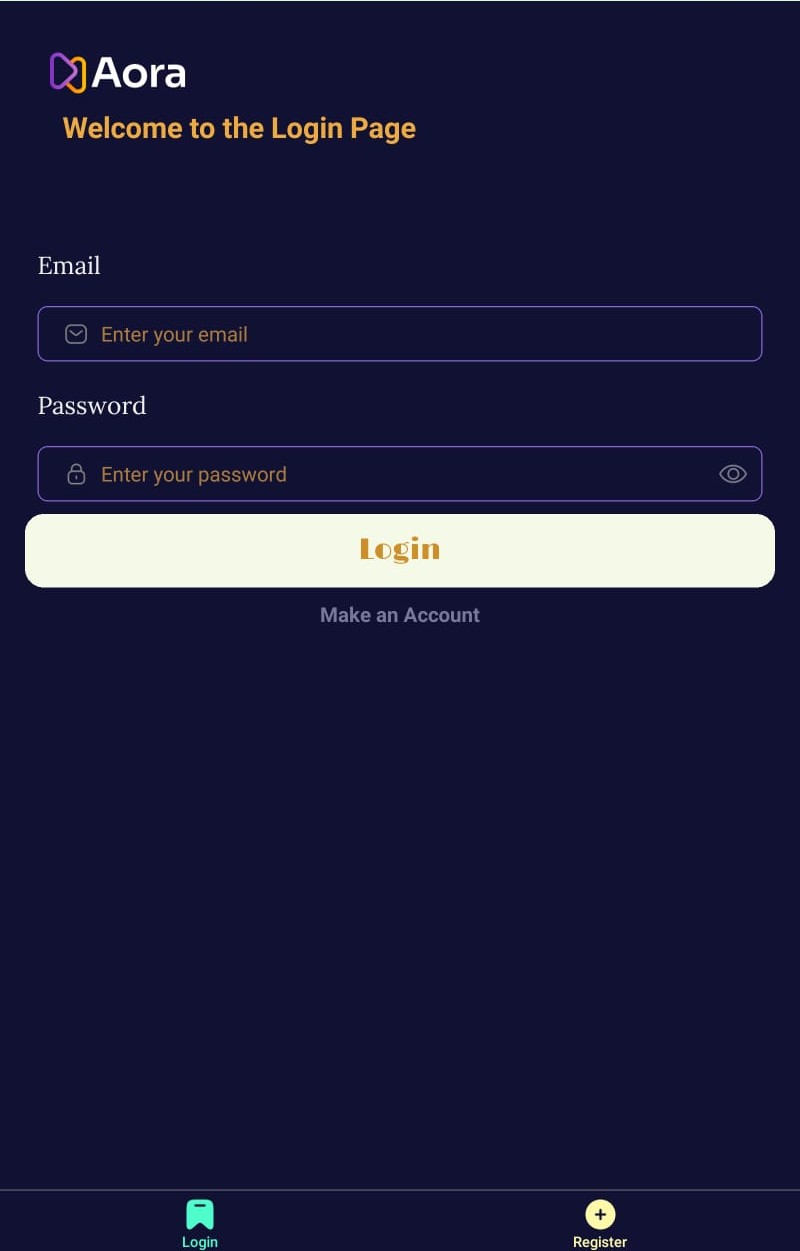 Aora
Welcome to the Login Page
Email
Enter your email
Password
Enter your password
Login
Make an Account
Login
Register